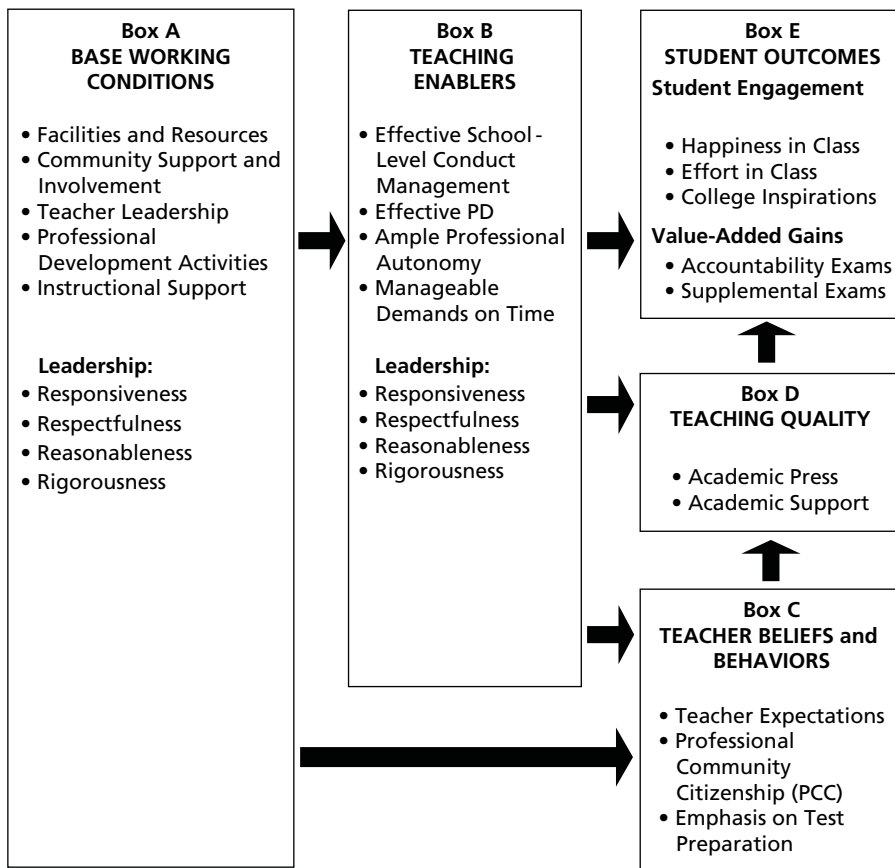 Box A
BASE WORKING
CONDITIONS
• Facilities and Resources
• Community Support and
Involvement
• Teacher Leadership
• Professional
Development Activities
• Instructional Support
Leadership:
• Responsiveness
• Respectfulness
• Reasonableness
• Rigorousness
Box B
TEACHING
ENABLERS
• Effective School-
Level Conduct
Management
• Effective PD
• Ample Professional
Autonomy
• Manageable
Demands on Time
Leadership:
• Responsiveness
• Respectfulness
• Reasonableness
• Rigorousness
Box E
STUDENT OUTCOMES
Student Engagement
• Happiness in Class
• Effort in Class
• College Inspirations
Value-Added Gains
• Accountability Exams
• Supplemental Exams
Box D
TEACHING QUALITY
• Academic Press
• Academic Support
Box C
TEACHER BELIEFS and
BEHAVIORS
• Teacher Expectations
• Professional
Community
Citizenship (PCC)
• Emphasis on Test
Preparation